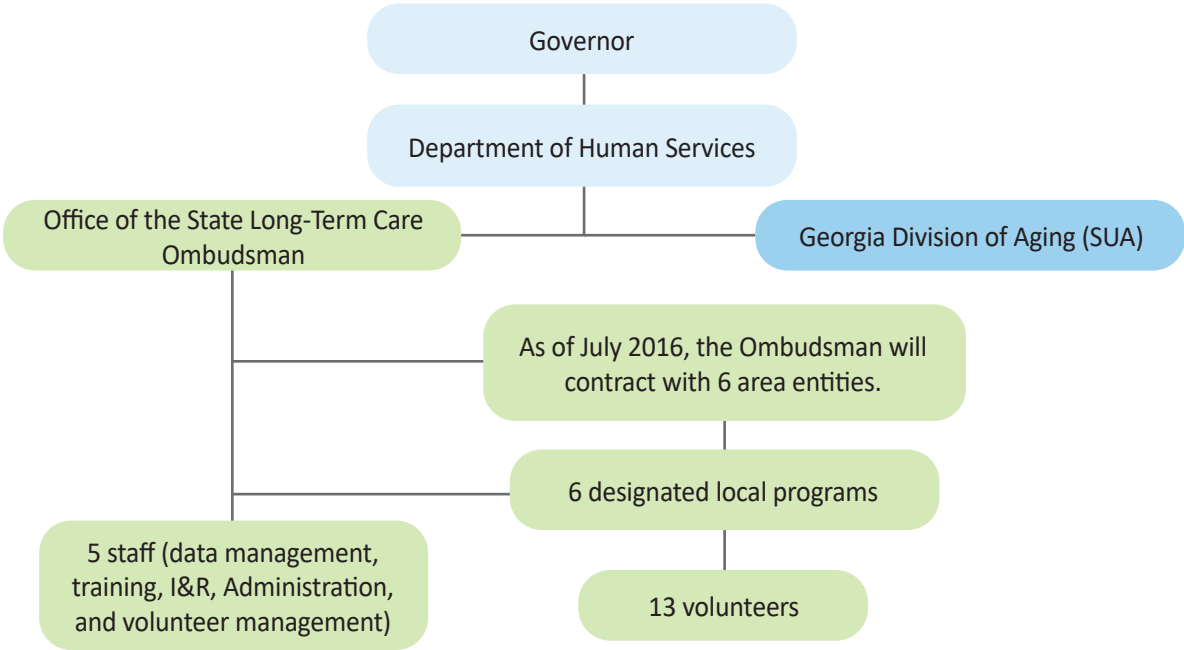 Governor
Department of Human Services
Office of the State Long-Term Care
Ombudsman
Georgia Division of Aging (SUA)
As of July 2016, the Ombudsman will
contract with 6 area entities.
6 designated local programs
5 staff (data management,
training, I&R, Administration,
and volunteer management)
13 volunteers